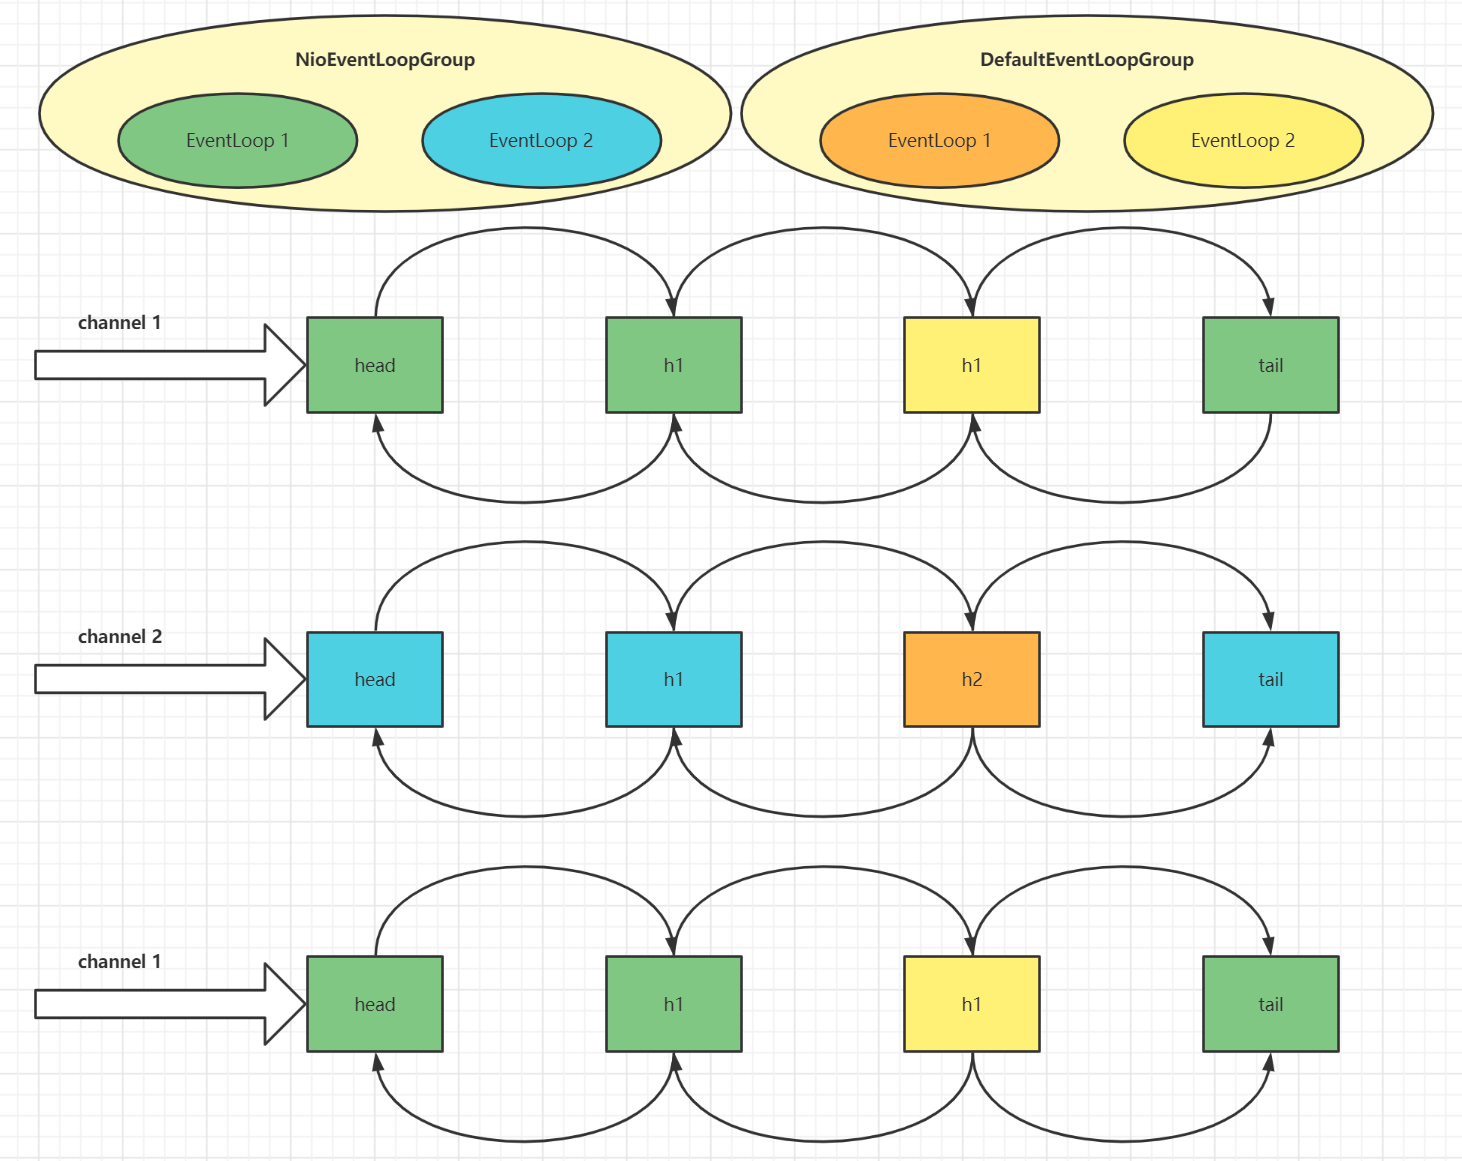 NioEventLoopGroup
DefaultEventLoopGroup
EventLoop 1
EventLoop 2
EventLoop 1
EventLoop 2
channel 1
head
h1
h1
tail
channel 2
head
h1
h2
tail
channel 1
head
h1
h1
tail